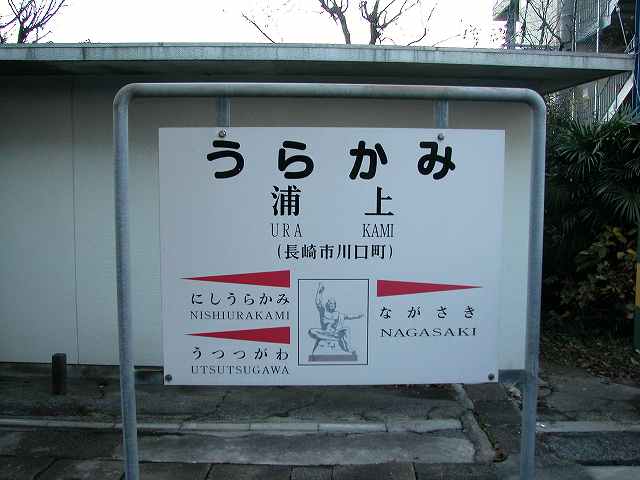 うらかみ
浦上
URA KAMI
(長崎市川口町)
にしうらかみ
NISHIURAKAMI
うつつがわ
UTSUTSUGAWA
ながさき
NAGASAKI